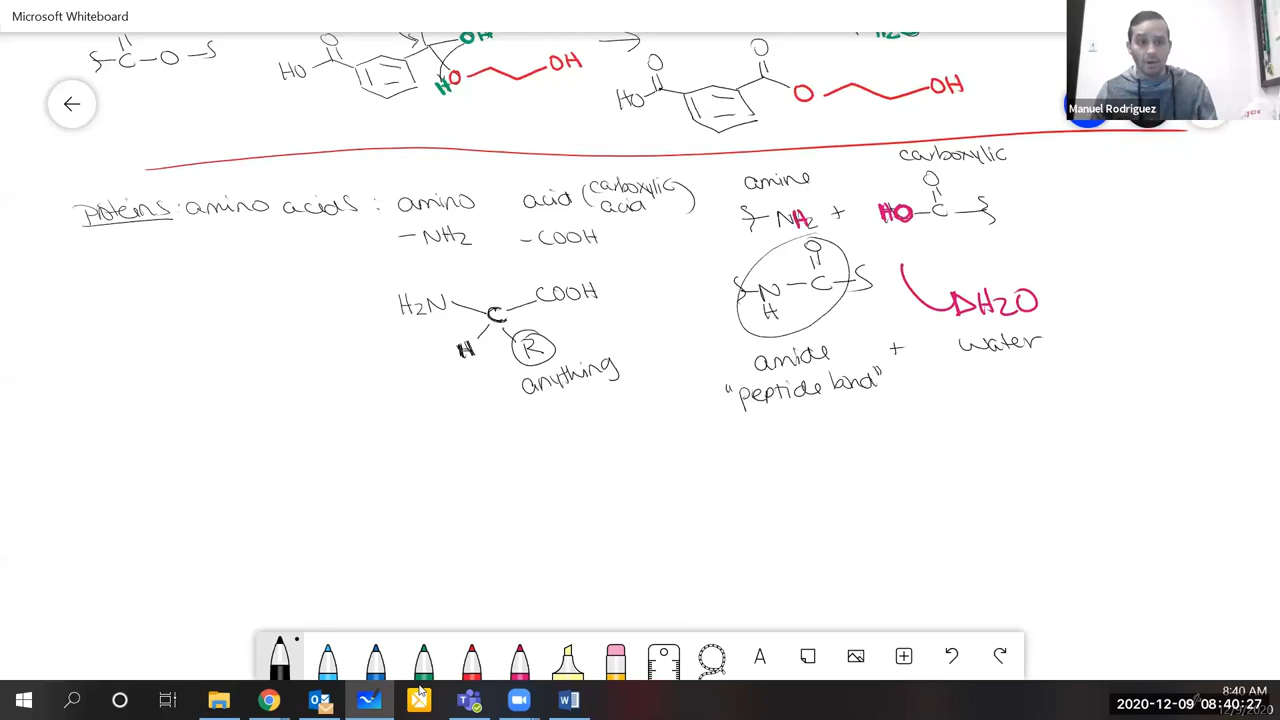 Microsoft Whiteboard
Manuel Rodriguez
C O
HO O OH H O OH
H2O
HO O O O OH
carboxylic
proteins: amino acids: amino acid (carboxylic acid)
-NH2 -COOH
amine
NH2 + HO-C
O
H2N C COOH
H R
anything
N-C
O
H
H2O
amide + water
"peptide bond"
A
8:40 AM
2020-12-09 08:40:27